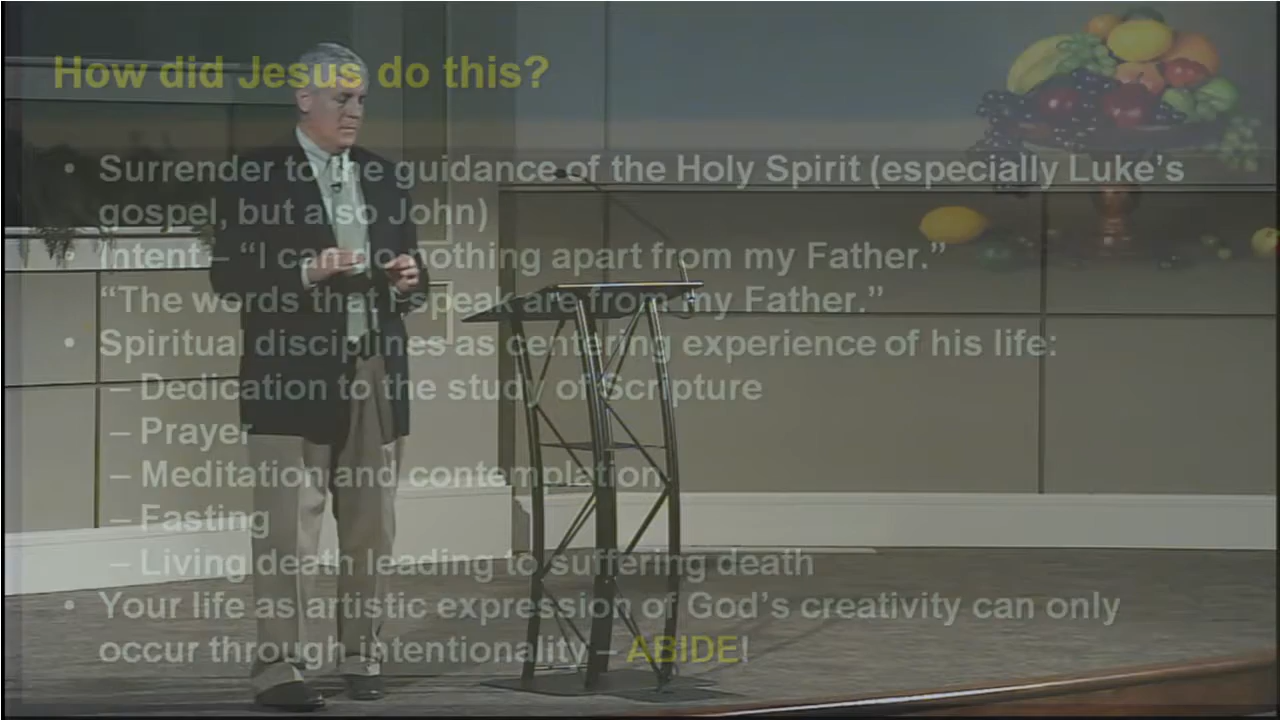 How did Jesus do this?
• Surrender to the guidance of the Holy Spirit (especially Luke's
gospel, but also John)
• Intent – “I can do nothing apart from my Father.”
“The words that I speak are from my Father.”
• Spiritual disciplines as centering experience of his life:
– Dedication to the study of Scripture
– Prayer
– Meditation and contemplation
– Fasting
– Living death leading to suffering death
• Your life as artistic expression of God’s creativity can only
occur through intentionality – ABIDE!